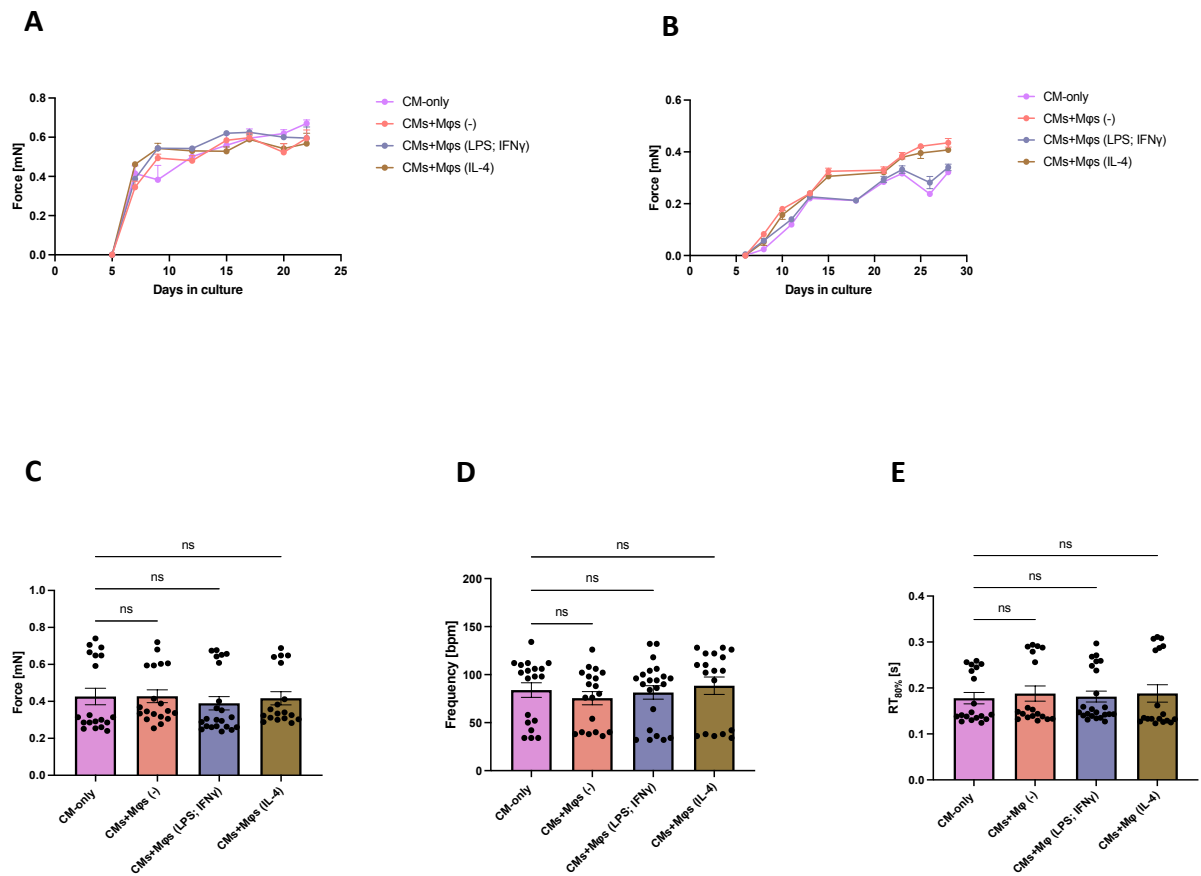 A
B
0.8
0.6
0.4
0.2
0.0
Force [mN]
0
5
10
15
20
25
Days in culture
CM-only
CMs+Mφs (-)
CMs+Mφs (LPS; IFNγ)
CMs+Mφs (IL-4)
0.6
0.4
0.2
0.0
Force [mN]
0
5
10
15
20
25
30
Days in culture
CM-only
CMs+Mφs (-)
CMs+Mφs (LPS; IFNγ)
CMs+Mφs (IL-4)
C
D
E
ns
ns
ns
1.0
0.8
0.6
0.4
0.2
0.0
Force [mN]
CM-only
CMs+Mφs (-)
CMs+Mφs (LPS; IFNγ)
CMs+Mφs (IL-4)
ns
ns
ns
200
150
100
50
0
Frequency [bpm]
CM-only
CMs+Mφs (-)
CMs+Mφs (LPS; IFNγ)
CMs+Mφs (IL-4)
ns
ns
ns
0.4
0.3
0.2
0.1
0.0
RT80% [s]
CM-only
CMs+Mφ (-)
CMs+Mφ (LPS; IFNγ)
CMs+Mφ (IL-4)